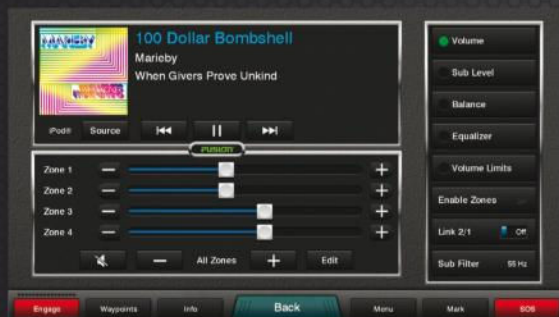 100 Dollar Bombshell
Marieby
When Givers Prove Unkind
MARIEBY
iPod® Source
FUSION
Zone 1
Zone 2
Zone 3
Zone 4
All Zones Edit
Volume
Sub Level
Balance
Equalizer
Volume Limits
Enable Zones
Link 2/1 Off
Sub Filter 55 Hz
Engage Waypoints Info Back Menu Mark SOS